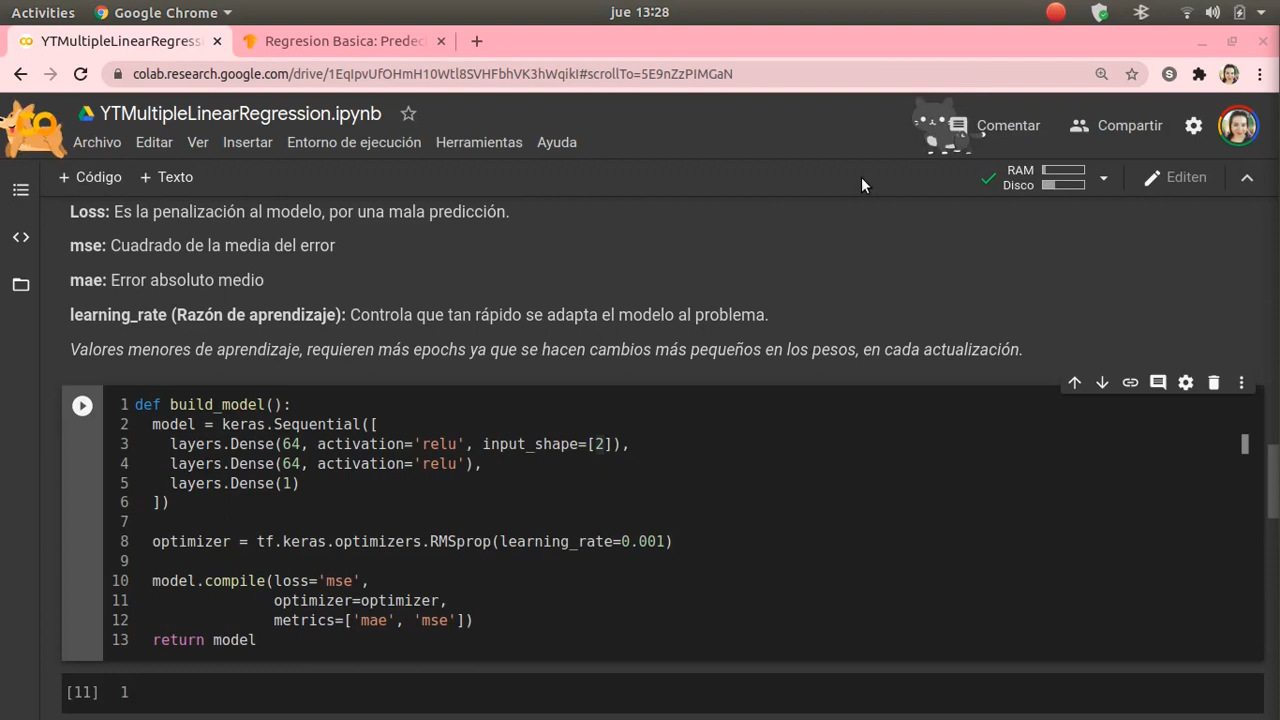 Activities Google Chrome jue 13:28
YTMultipleLinearRegressi Regresion Basica: Predec
colab.research.google.com/drive/1EqIpvUfOHmH10Wtl8SVHFbhVK3hWqikI#scrollTo=5E9nZzPIMGaN
YTMultipleLinearRegression.ipynb
Comentar Compartir
Archivo Editar Ver Insertar Entorno de ejecución Herramientas Ayuda
+ Código + Texto RAM Disco Editen
Loss: Es la penalización al modelo, por una mala predicción.
mse: Cuadrado de la media del error
mae: Error absoluto medio
learning_rate (Razón de aprendizaje): Controla que tan rápido se adapta el modelo al problema.
Valores menores de aprendizaje, requieren más epochs ya que se hacen cambios más pequeños en los pesos, en cada actualización.
1 def build_model():
2 model = keras.Sequential([
3 layers.Dense(64, activation='relu', input_shape=[2]),
4 layers.Dense(64, activation='relu'),
5 layers.Dense(1)
6 ])
7
8 optimizer = tf.keras.optimizers.RMSprop(learning_rate=0.001)
9
10 model.compile(loss='mse',
11 optimizer=optimizer,
12 metrics=['mae', 'mse'])
13 return model
[11] 1